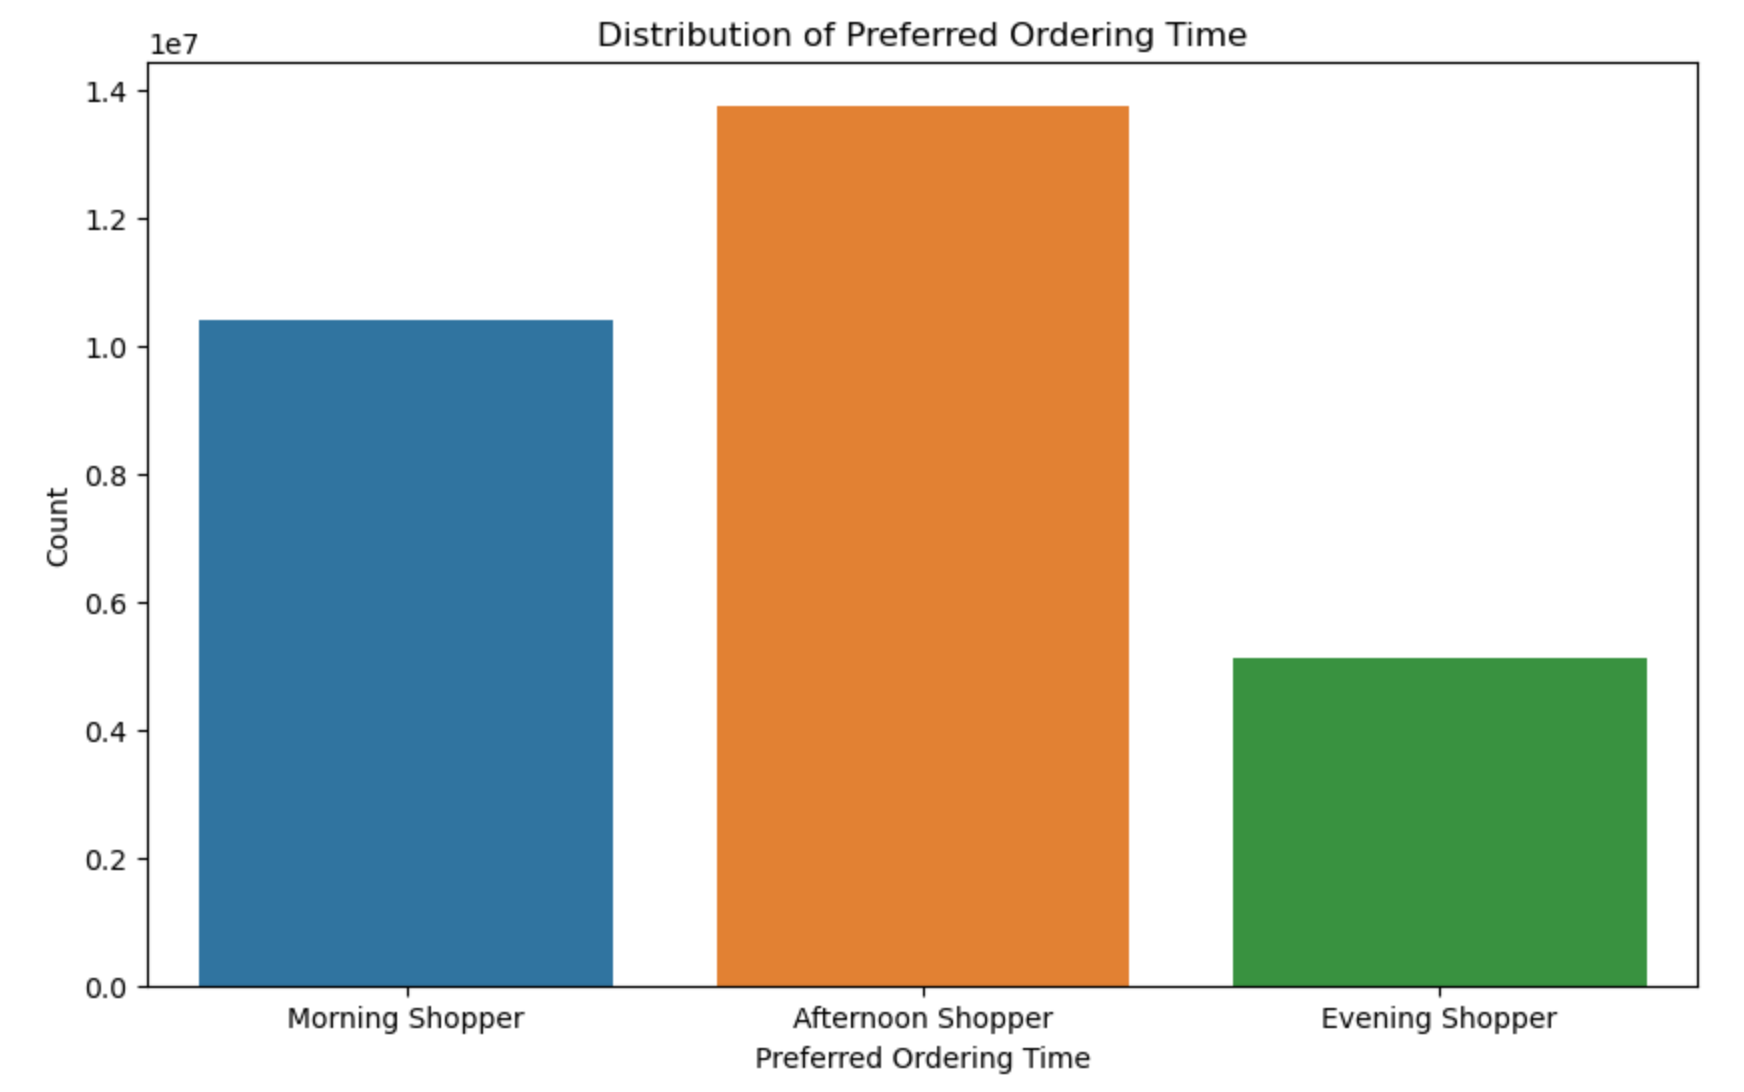 Distribution of Preferred Ordering Time
1e7
1.4
1.2
1.0
0.8
0.6
0.4
0.2
0.0
Count
Morning Shopper
Afternoon Shopper
Evening Shopper
Preferred Ordering Time